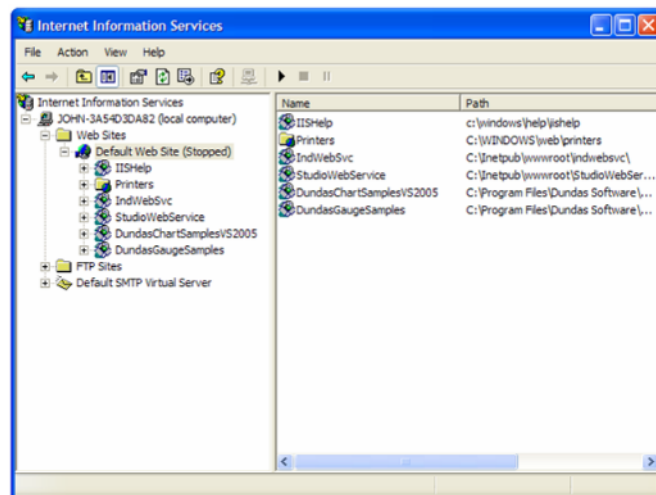 Internet Information Services
File Action View Help
Internet Information Services
JOHN-3A54D3DA82 (local computer)
Web Sites
Default Web Site (Stopped)
IISHelp
Printers
IndWebSvc
StudioWebService
DundasChartSamplesVS2005
DundasGaugeSamples
FTP Sites
Default SMTP Virtual Server
Name Path
IISHelp c:\windows\help\iishelp
Printers C:\WINDOWS\web\printers
IndWebSvc C:\Inetpub\wwwroot\indwebsvc\
StudioWebService C:\Inetpub\wwwroot\StudioWebSer...
DundasChartSamplesVS2005 C:\Program Files\Dundas Software\,...
DundasGaugeSamples C:\Program Files\Dundas Software\,...